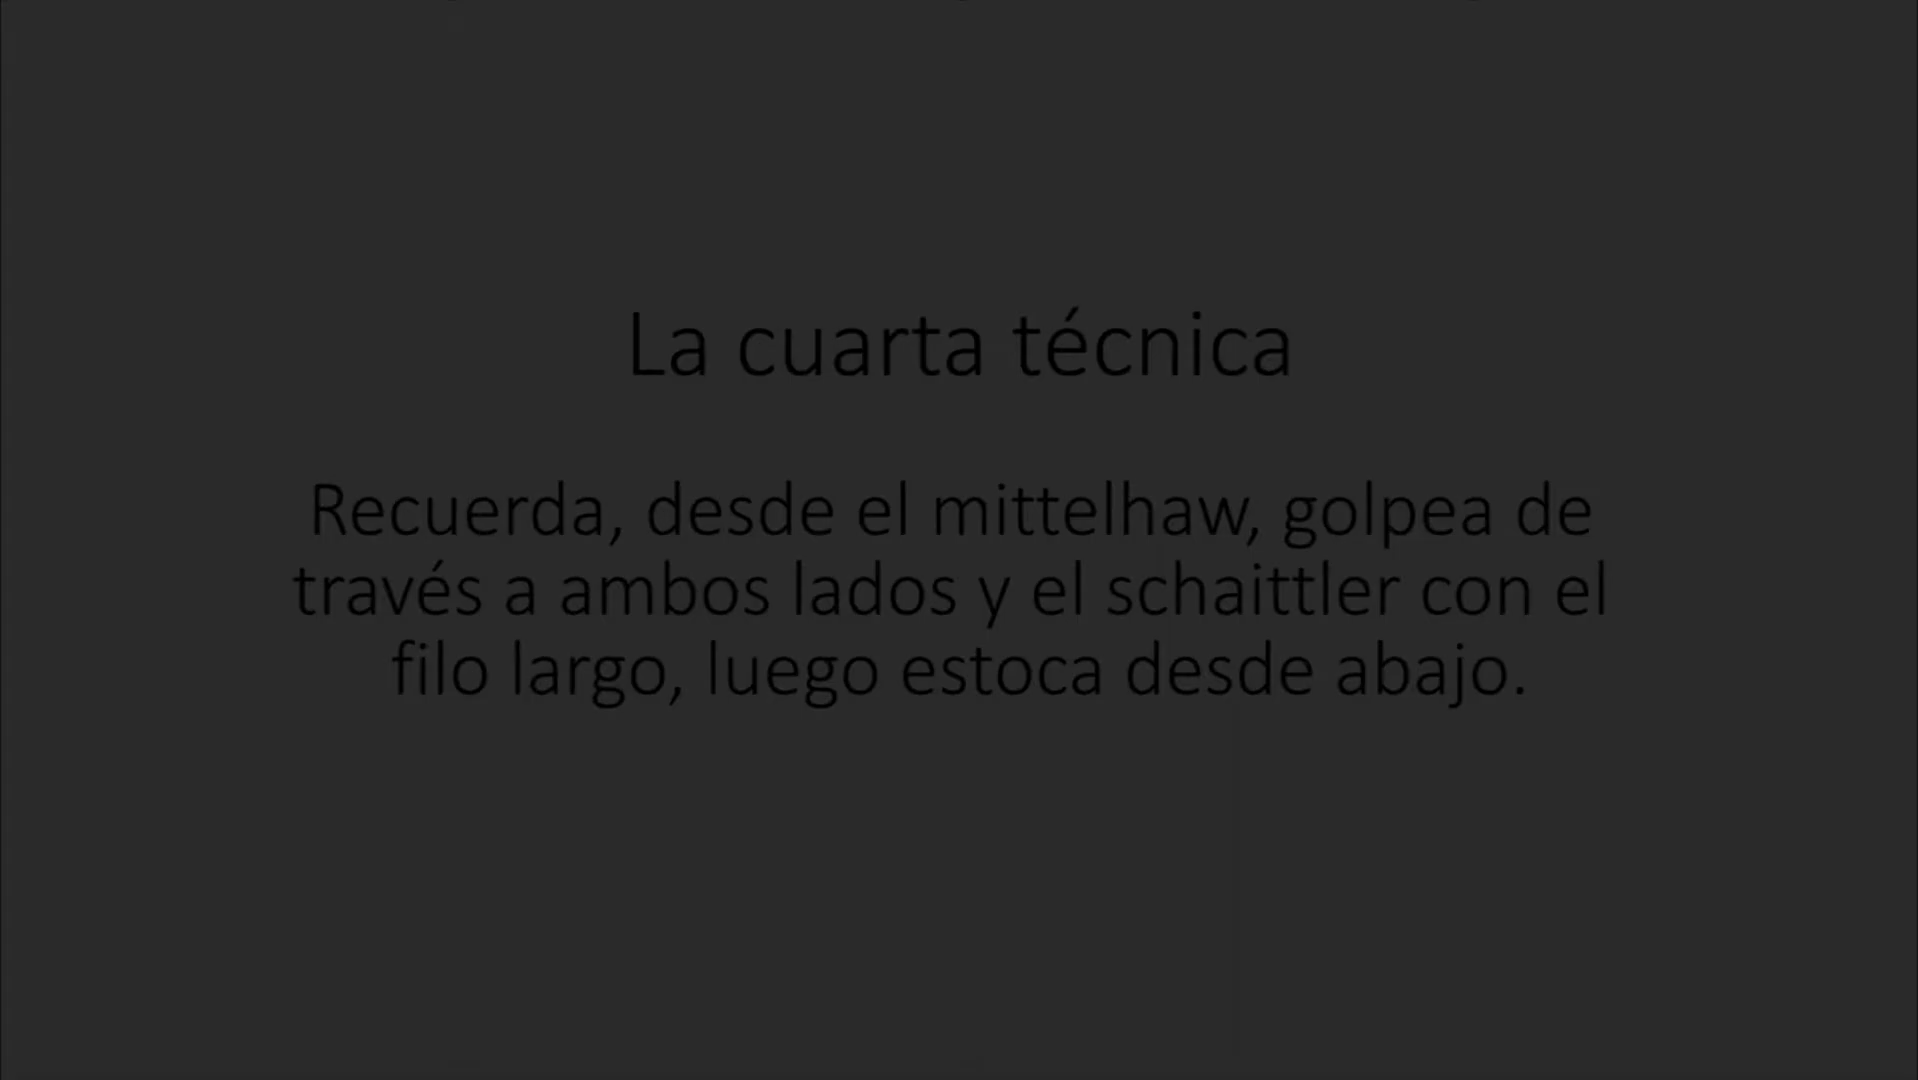 La cuarta técnica
Recuerda, desde el mittelhaw, golpea de
través a ambos lados y el schaittler con el
filo largo, luego estoca desde abajo.